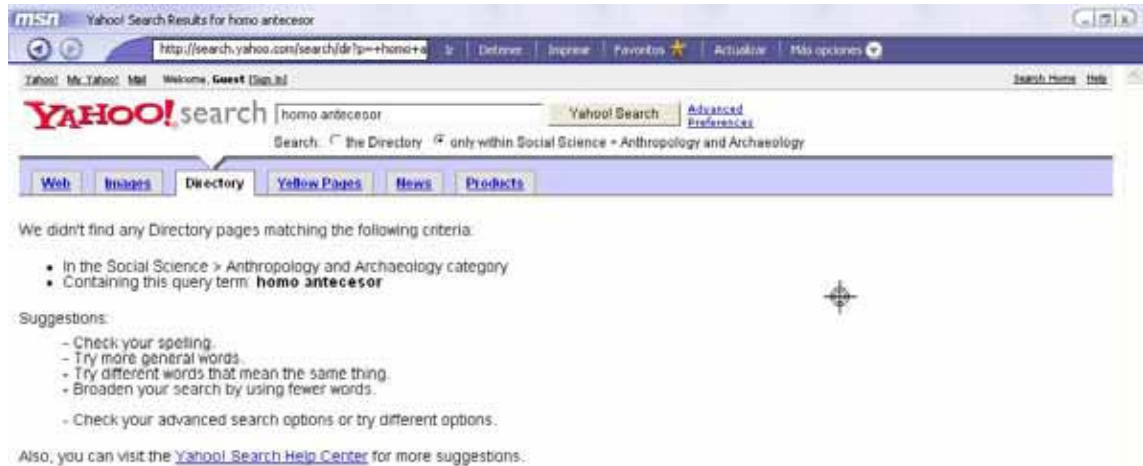 msn Yahoo! Search Results for homo antecesor
http://search.yahoo.com/search/dir?p=+homo+a Ir Detener Imprimir Favoritos Actualizar Más opciones
Yahoo! My Yahoo! Mail Welcome, Guest [Sign In] Search Home Help
YAHOO! search homo antecesor Yahoo! Search Advanced
Preferences
Search: the Directory only within Social Science > Anthropology and Archaeology
Web Images Directory Yellow Pages News Products
We didn't find any Directory pages matching the following criteria:
• In the Social Science > Anthropology and Archaeology category
• Containing this query term: homo antecesor
Suggestions:
- Check your spelling.
- Try more general words.
- Try different words that mean the same thing.
- Broaden your search by using fewer words.
- Check your advanced search options or try different options.
Also, you can visit the Yahoo! Search Help Center for more suggestions.